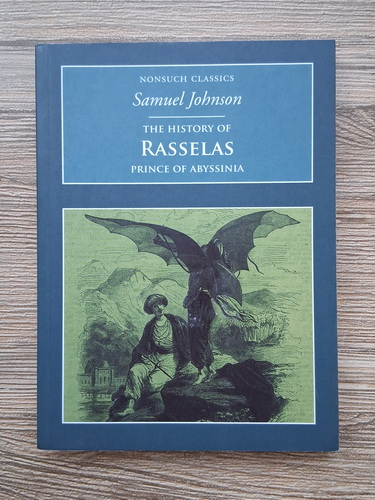 NONSUCH CLASSICS
Samuel Johnson
THE HISTORY OF
RASSELAS
PRINCE OF ABYSSINIA